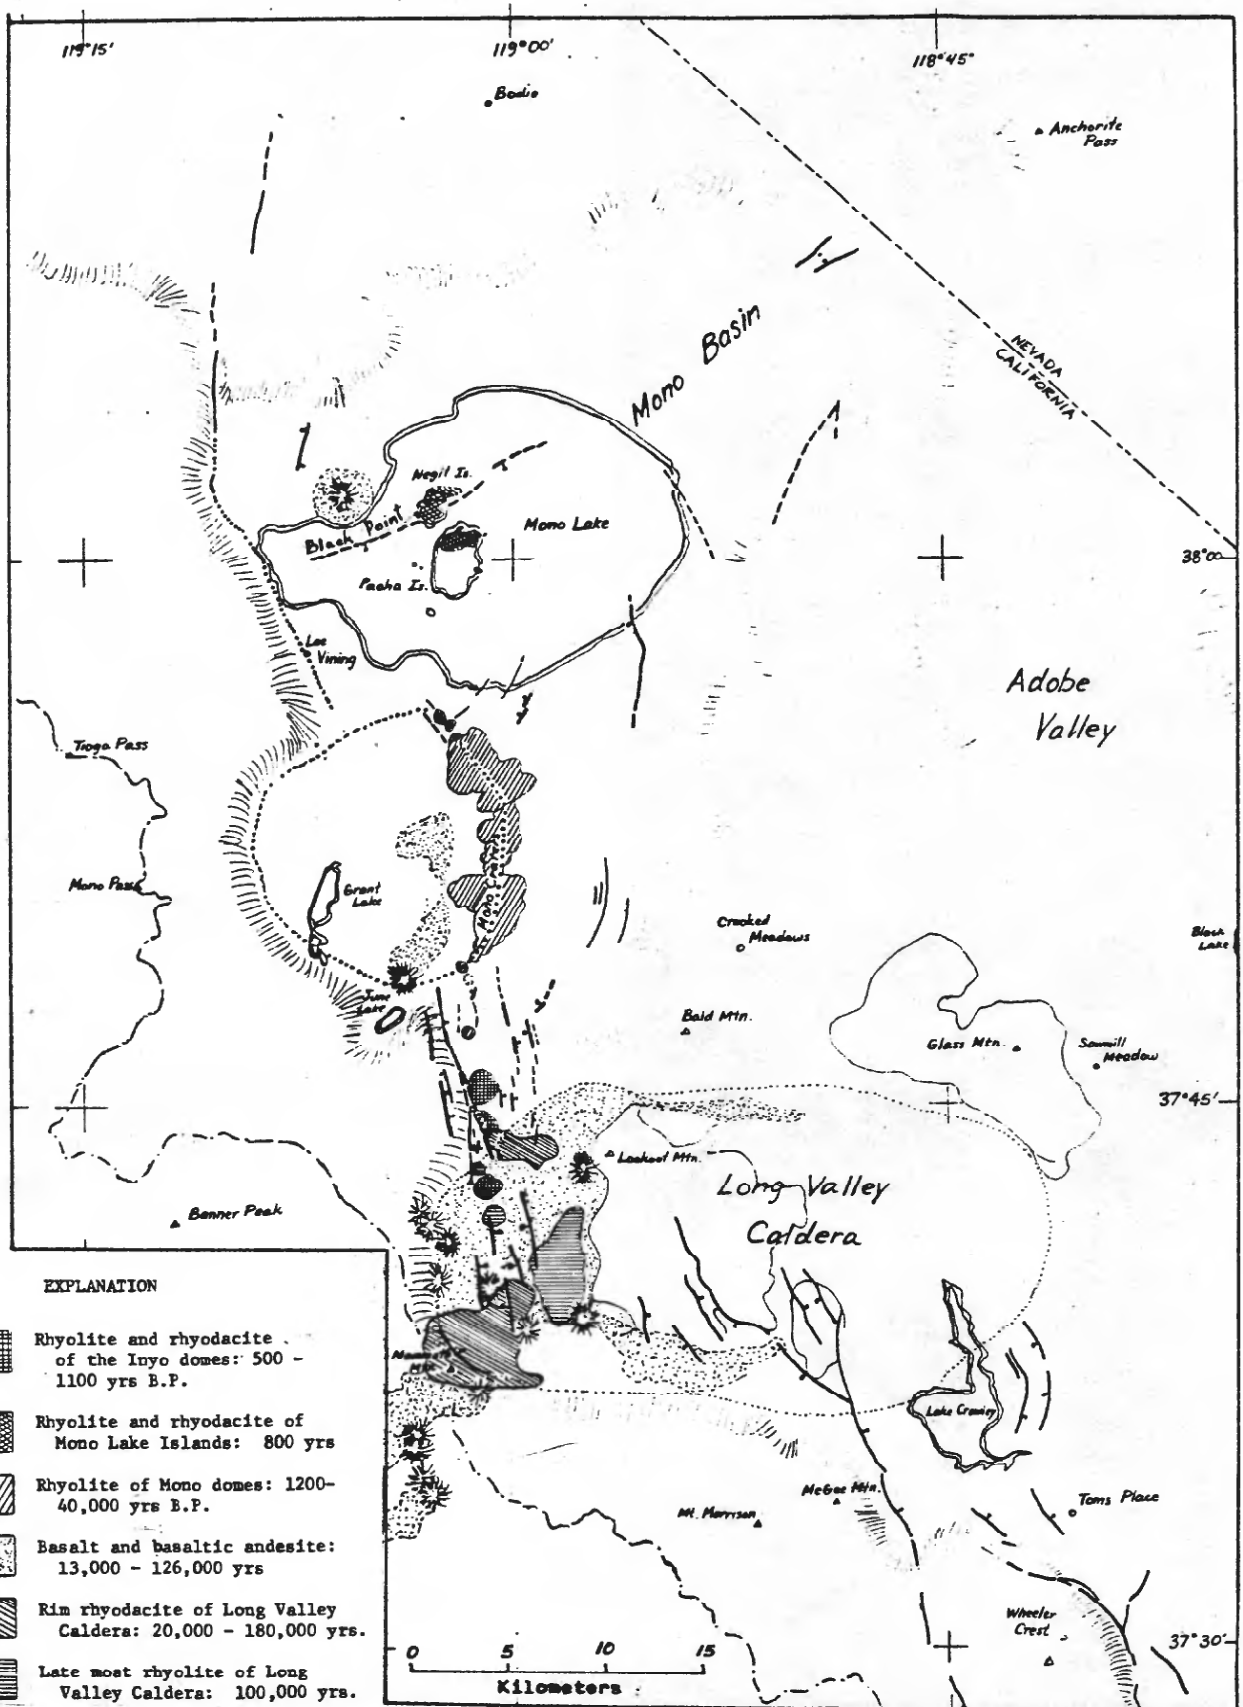 119°15'
119°00'
118°45'
Bodie
Anchorite
Pass
Mono Basin
NEVADA
CALIFORNIA
Negit Is.
Black Point
Mono Lake
38°00
Paoha Is.
Lee
Vining
Adobe
Valley
Tioga Pass
Mono Pass
Grant
Lake
Crooked
Meadows
Black
Lake
June
Lake
Bald Mtn.
Glass Mtn.
Sawmill
Meadow
37°45'
Lookout Mtn.
Long Valley
Caldera
Banner Peak
Mammoth
Mtn.
Lake Crowley
McGee Mtn.
Mt. Morrison
Toms Place
Wheeler
Crest
37°30'
EXPLANATION
Rhyolite and rhyodacite
of the Inyo domes: 500 -
1100 yrs B.P.
Rhyolite and rhyodacite of
Mono Lake Islands: 800 yrs
Rhyolite of Mono domes: 1200-
40,000 yrs B.P.
Basalt and basaltic andesite:
13,000 - 126,000 yrs
Rim rhyodacite of Long Valley
Caldera: 20,000 - 180,000 yrs.
Late moat rhyolite of Long
Valley Caldera: 100,000 yrs.
0 5 10 15
Kilometers